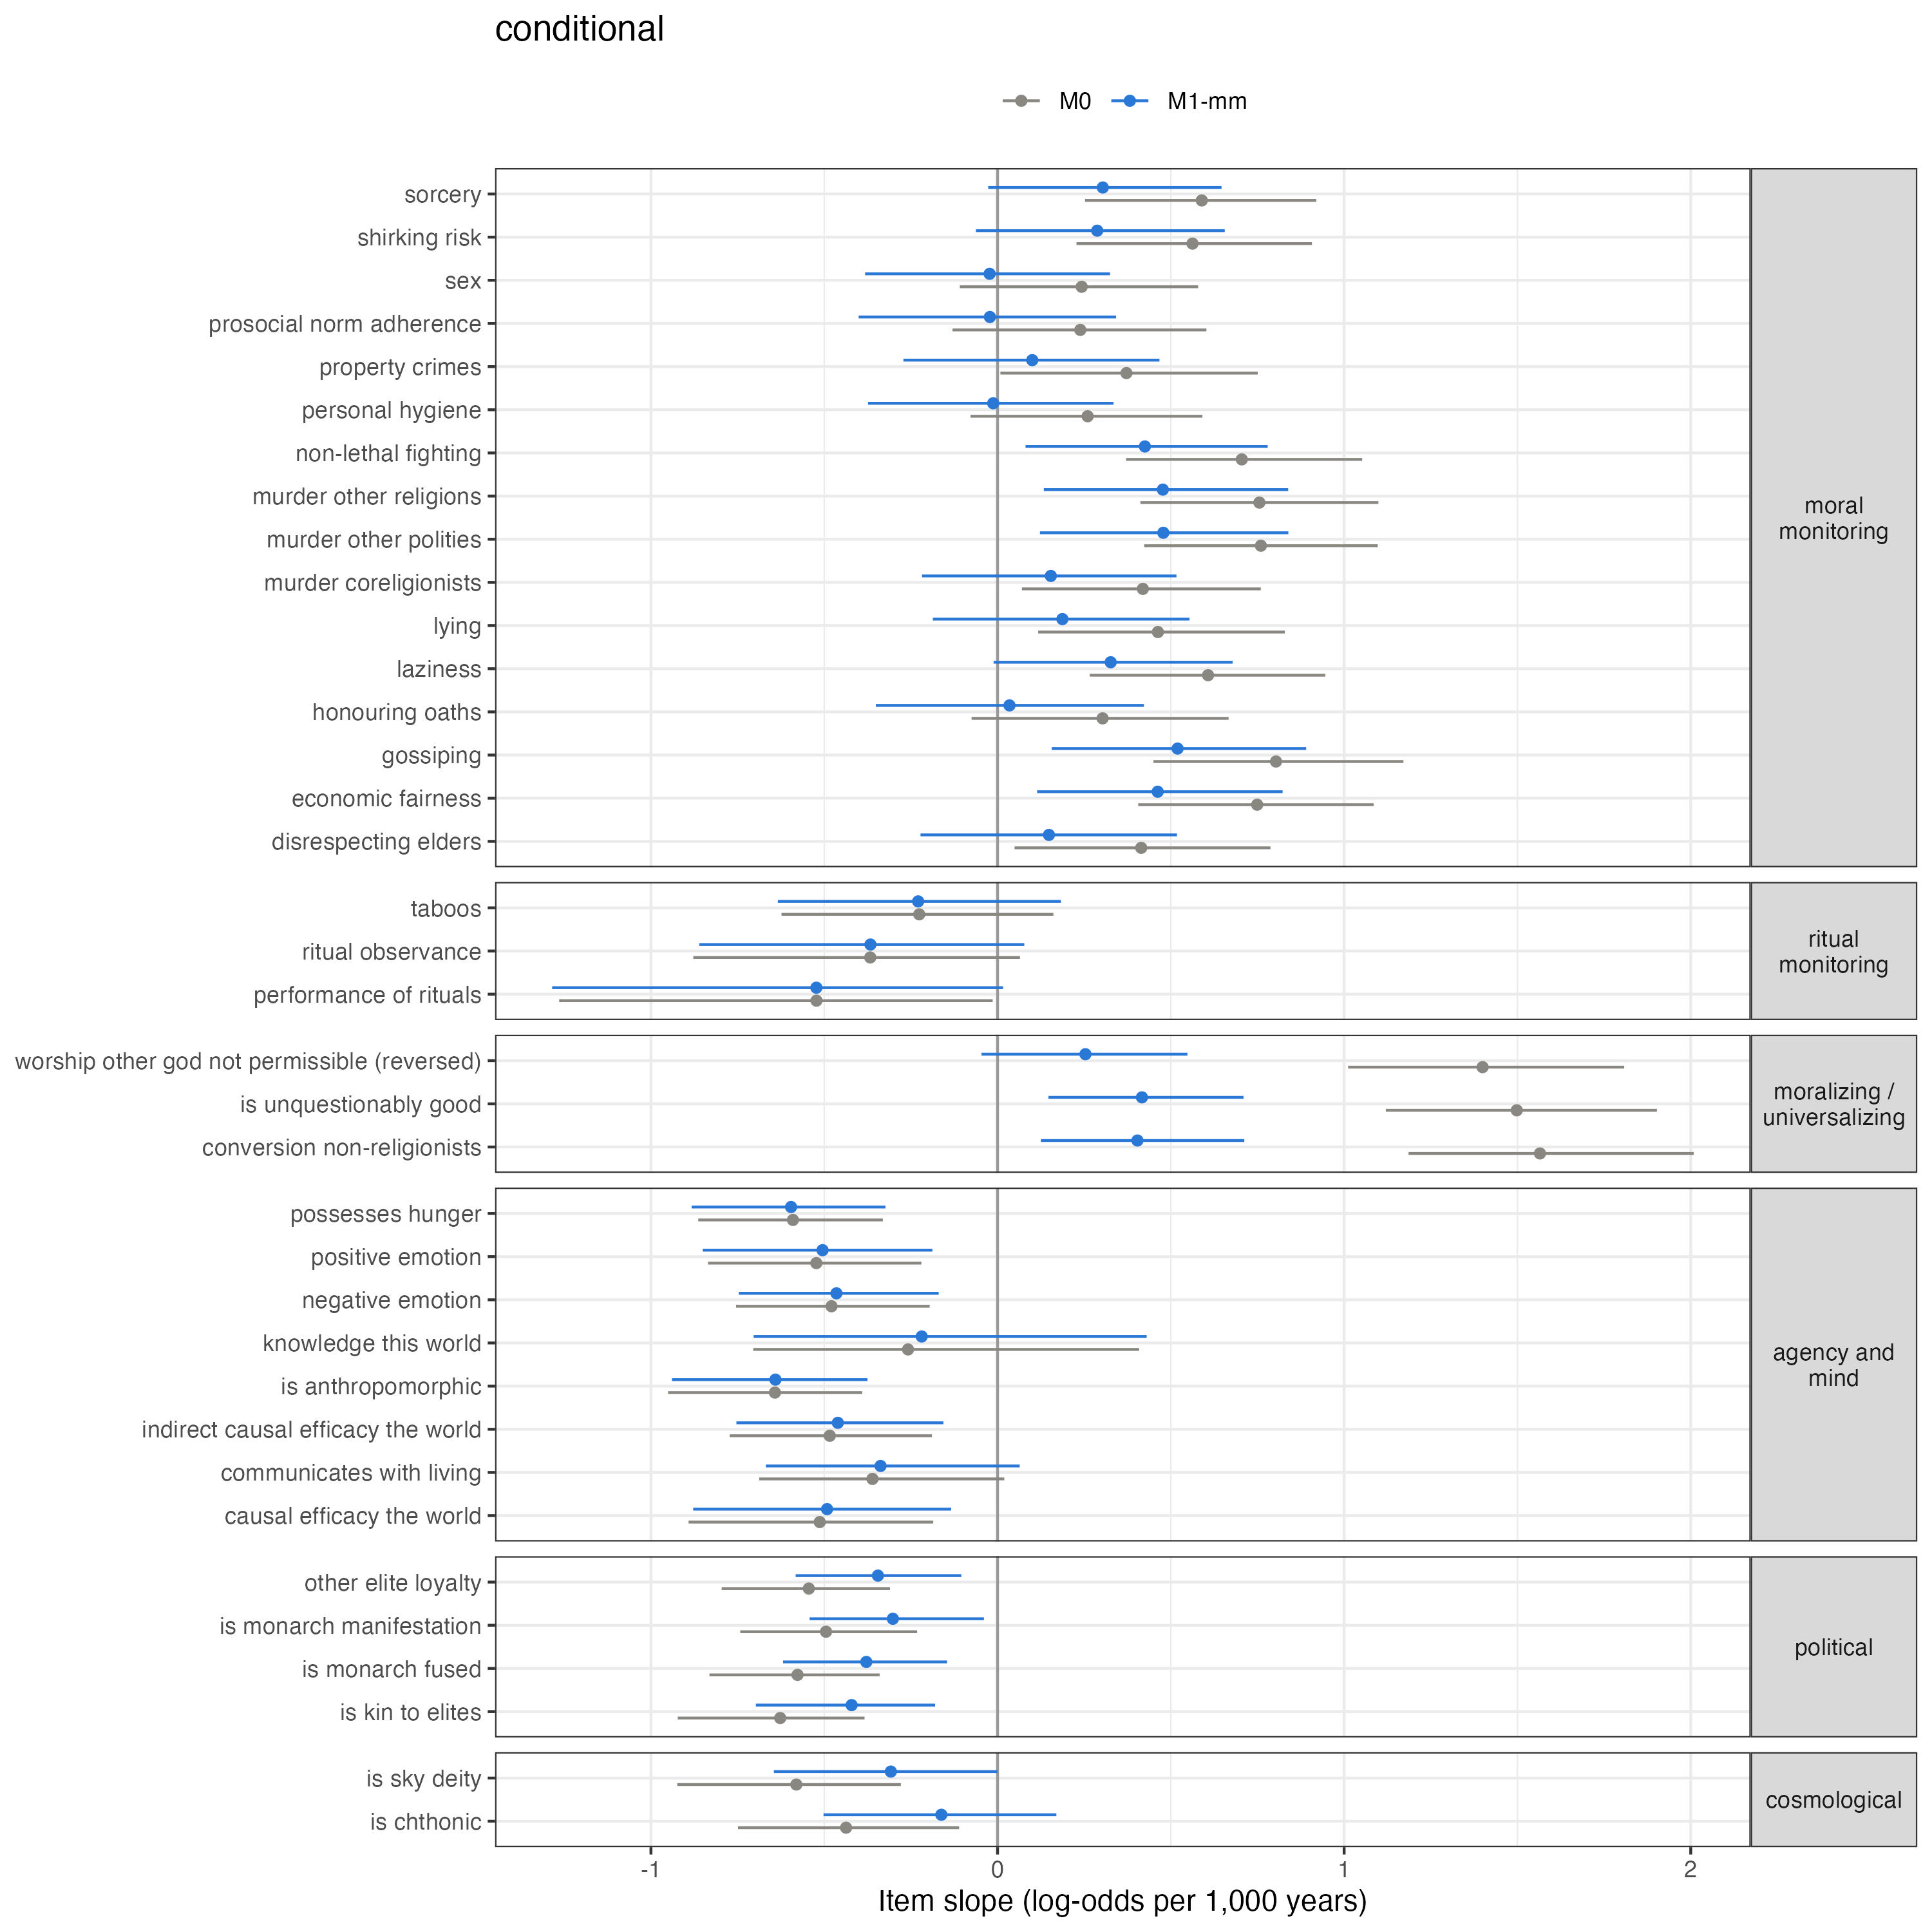 conditional
M0
M1-mm
sorcery
shirking risk
sex
prosocial norm adherence
property crimes
personal hygiene
non-lethal fighting
murder other religions
murder other polities
murder coreligionists
lying
laziness
honouring oaths
gossiping
economic fairness
disrespecting elders
moral
monitoring
taboos
ritual observance
performance of rituals
ritual
monitoring
worship other god not permissible (reversed)
is unquestionably good
conversion non-religionists
moralizing /
universalizing
possesses hunger
positive emotion
negative emotion
knowledge this world
is anthropomorphic
indirect causal efficacy the world
communicates with living
causal efficacy the world
agency and
mind
other elite loyalty
is monarch manifestation
is monarch fused
is kin to elites
political
is sky deity
is chthonic
cosmological
-1
0
1
2
Item slope (log-odds per 1,000 years)